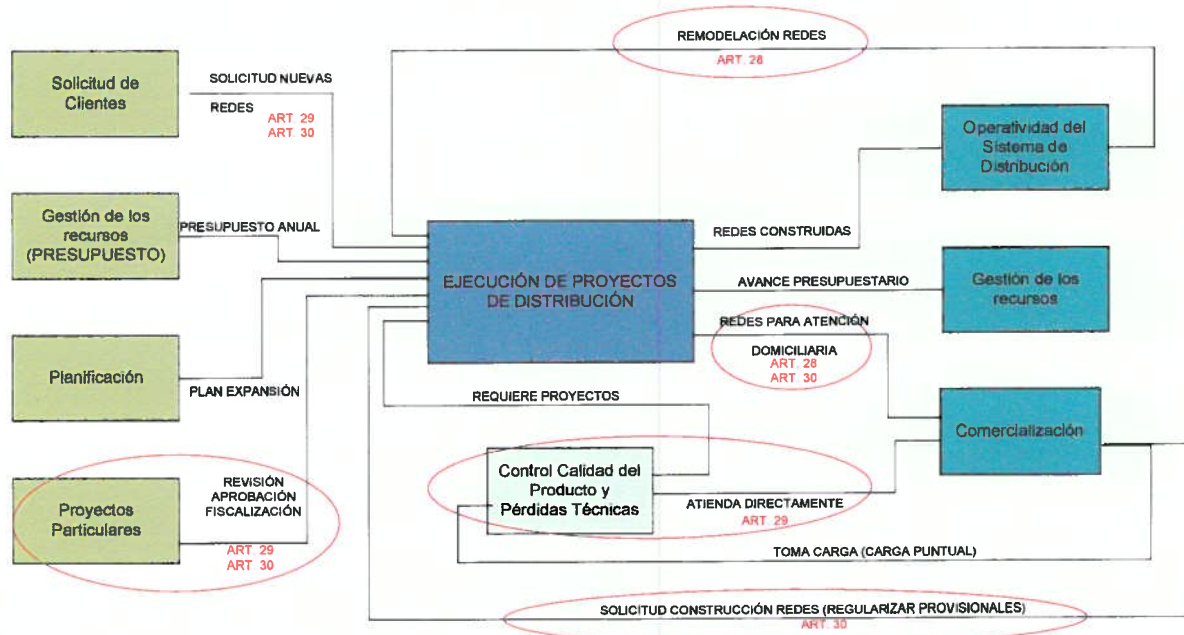 REMODELACIÓN REDES
ART. 28
Solicitud de
Clientes
SOLICITUD NUEVAS
REDES
ART. 29
ART. 30
Operatividad del
Sistema de
Distribución
Gestión de los
recursos
(PRESUPUESTO)
PRESUPUESTO ANUAL
EJECUCIÓN DE PROYECTOS
DE DISTRIBUCIÓN
REDES CONSTRUIDAS
AVANCE PRESUPUESTARIO
Gestión de los
recursos
REDES PARA ATENCIÓN
DOMICILIARIA
ART. 28
ART. 30
Planificación
PLAN EXPANSIÓN
REQUIERE PROYECTOS
Comercialización
Proyectos
Particulares
REVISIÓN
APROBACIÓN
FISCALIZACIÓN
ART. 29
ART. 30
Control Calidad del
Producto y
Pérdidas Técnicas
ATIENDA DIRECTAMENTE
ART. 29
TOMA CARGA (CARGA PUNTUAL)
SOLICITUD CONSTRUCCIÓN REDES (REGULARIZAR PROVISIONALES)
ART. 30